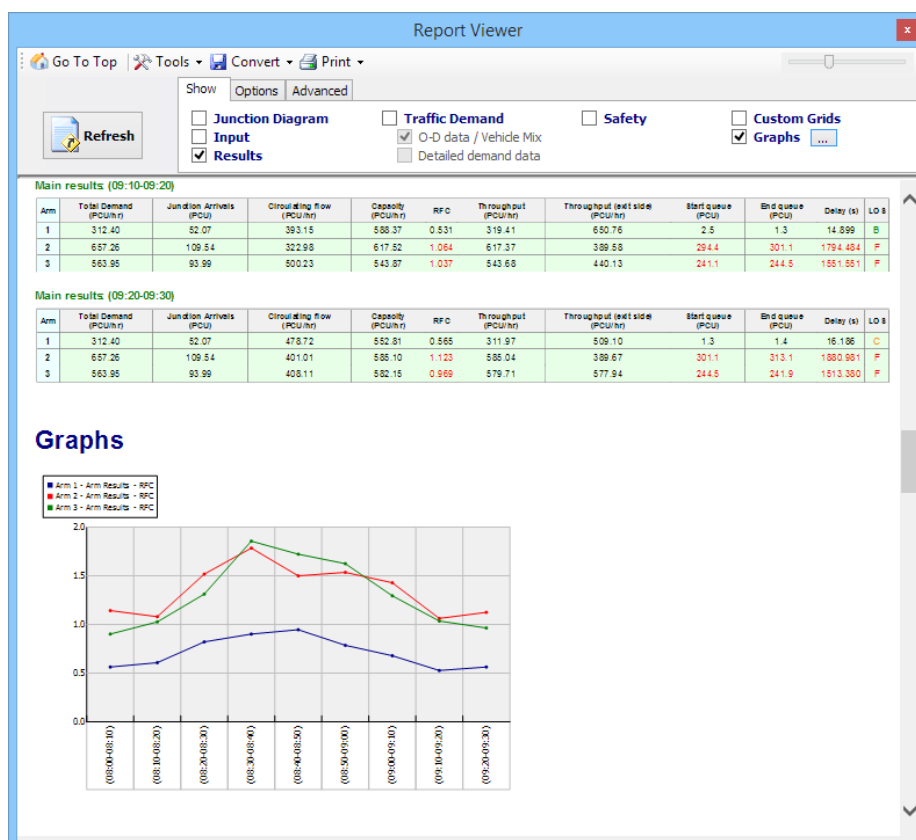 Report Viewer
x
Go To Top Tools Convert Print
Show Options Advanced
Refresh
Junction Diagram Traffic Demand Safety Custom Grids
Input O-D data / Vehicle Mix Graphs ...
Results Detailed demand data
Main results: (09:10-09:20)
Arm Total Demand (PCU/hr) Junction Arrivals (PCU) Circulating flow (PCU/hr) Capacity (PCU/hr) RFC Throughput (PCU/hr) Throughput (exit side) (PCU/hr) Start queue (PCU) End queue (PCU) Delay (s) LOS
1 312.40 52.07 393.15 588.37 0.531 319.41 650.76 2.5 1.3 14.899 B
2 657.26 109.54 322.98 617.52 1.064 617.37 389.58 294.4 301.1 1794.484 F
3 563.95 93.99 500.23 543.87 1.037 543.68 440.13 241.1 244.5 1551.551 F
Main results: (09:20-09:30)
Arm Total Demand (PCU/hr) Junction Arrivals (PCU) Circulating flow (PCU/hr) Capacity (PCU/hr) RFC Throughput (PCU/hr) Throughput (exit side) (PCU/hr) Start queue (PCU) End queue (PCU) Delay (s) LOS
1 312.40 52.07 478.72 552.81 0.565 311.97 509.10 1.3 1.4 16.186 C
2 657.26 109.54 401.01 585.10 1.123 585.04 389.67 301.1 313.1 1880.981 F
3 563.95 93.99 408.11 582.15 0.969 579.71 577.94 244.5 241.9 1513.380 F
Graphs
Arm 1 - Arm Results - RFC
Arm 2 - Arm Results - RFC
Arm 3 - Arm Results - RFC
2.0
1.5
1.0
0.5
0.0
(08:00-08:10)
(08:10-08:20)
(08:20-08:30)
(08:30-08:40)
(08:40-08:50)
(08:50-09:00)
(09:00-09:10)
(09:10-09:20)
(09:20-09:30)